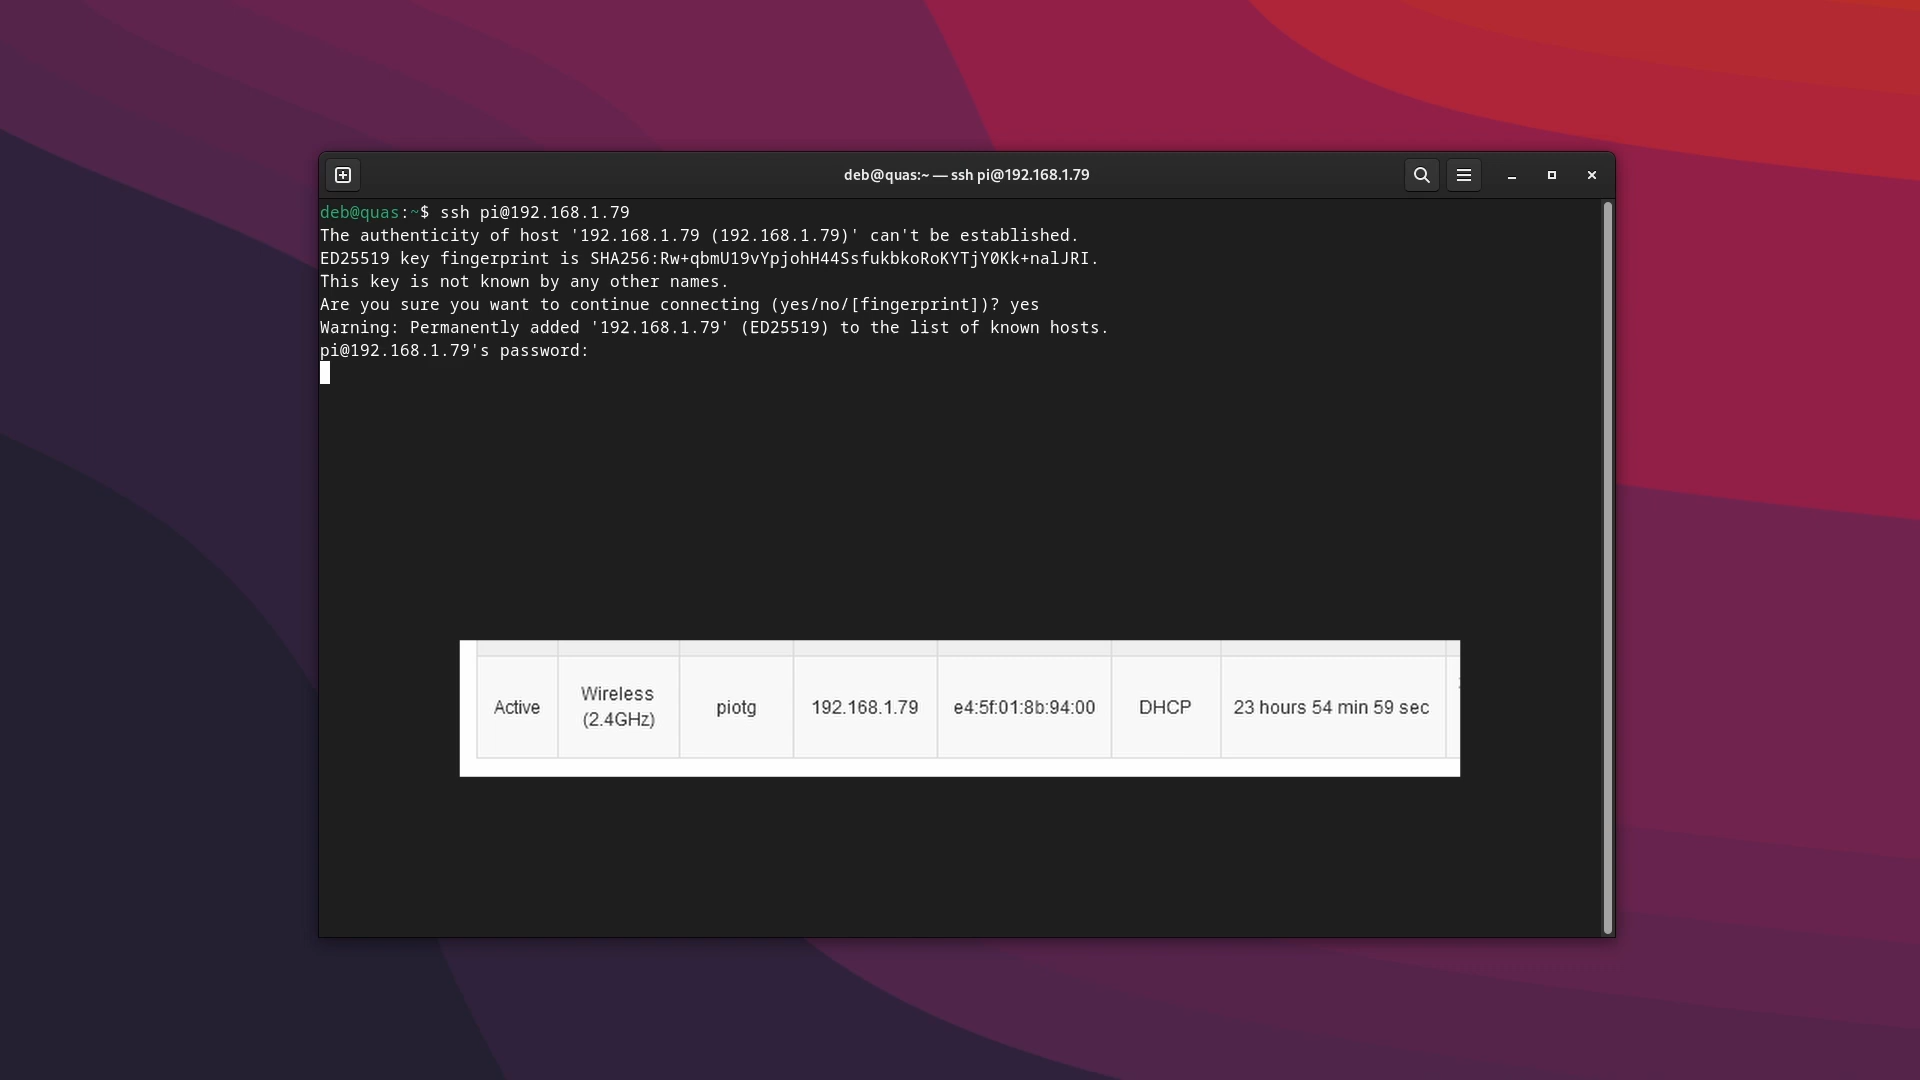 deb@quas:~ — ssh pi@192.168.1.79
deb@quas:~$ ssh pi@192.168.1.79
The authenticity of host '192.168.1.79 (192.168.1.79)' can't be established.
ED25519 key fingerprint is SHA256:Rw+qbmU19vYpjohH44SsfukbkoRoKYTjY0Kk+nalJRI.
This key is not known by any other names.
Are you sure you want to continue connecting (yes/no/[fingerprint])? yes
Warning: Permanently added '192.168.1.79' (ED25519) to the list of known hosts.
pi@192.168.1.79's password:
Active
Wireless
(2.4GHz)
piotg
192.168.1.79
e4:5f:01:8b:94:00
DHCP
23 hours 54 min 59 sec